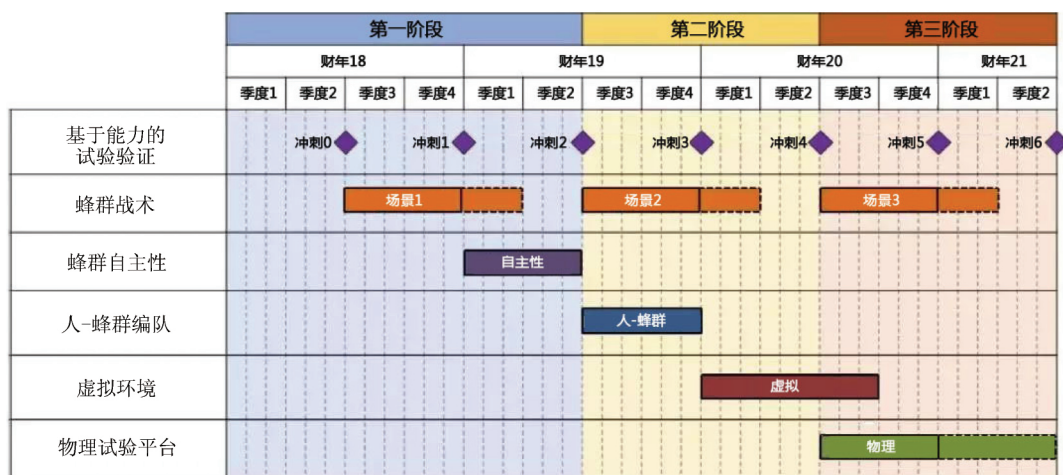 第一阶段 第二阶段 第三阶段
财年18 财年19 财年20 财年21
季度1 季度2 季度3 季度4 季度1 季度2 季度3 季度4 季度1 季度2 季度3 季度4 季度1 季度2
基于能力的
试验验证
冲刺0 冲刺1 冲刺2 冲刺3 冲刺4 冲刺5 冲刺6
蜂群战术 场景1 场景2 场景3
蜂群自主性 自主性
人-蜂群编队 人-蜂群
虚拟环境 虚拟
物理试验平台 物理